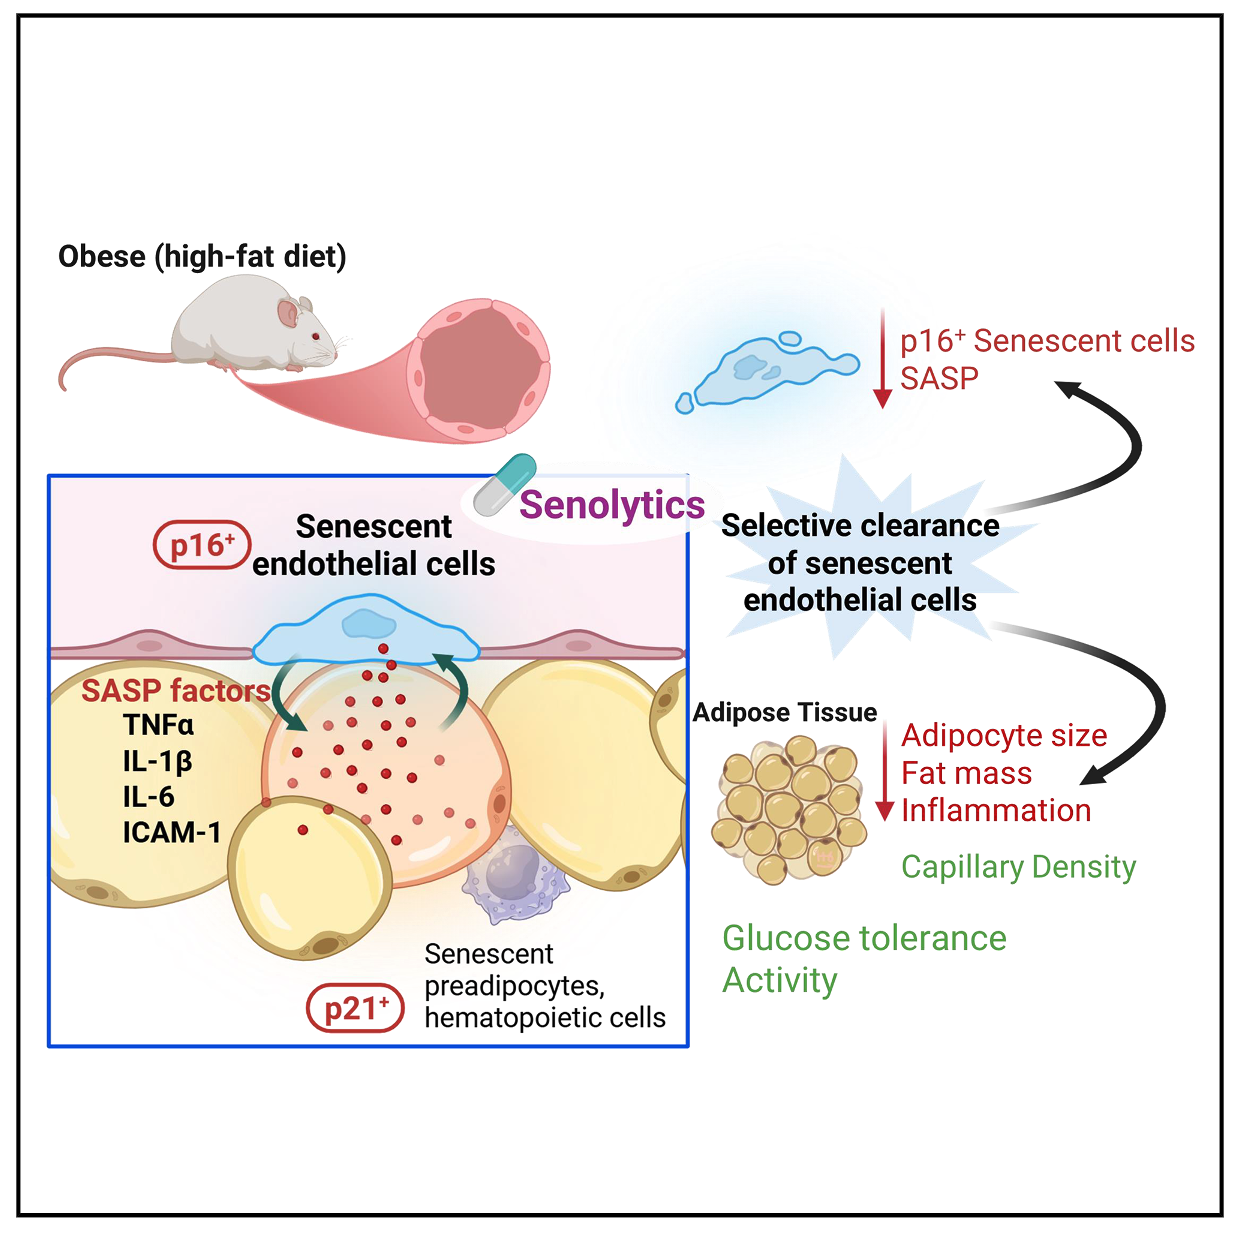 Obese (high-fat diet)
p16⁺ Senescent cells
SASP
Senolytics
p16⁺
Senescent
endothelial cells
Selective clearance
of senescent
endothelial cells
SASP factors
TNFα
IL-1β
IL-6
ICAM-1
Adipose Tissue
Adipocyte size
Fat mass
Inflammation
Capillary Density
Glucose tolerance
Activity
p21⁺
Senescent
preadipocytes,
hematopoietic cells